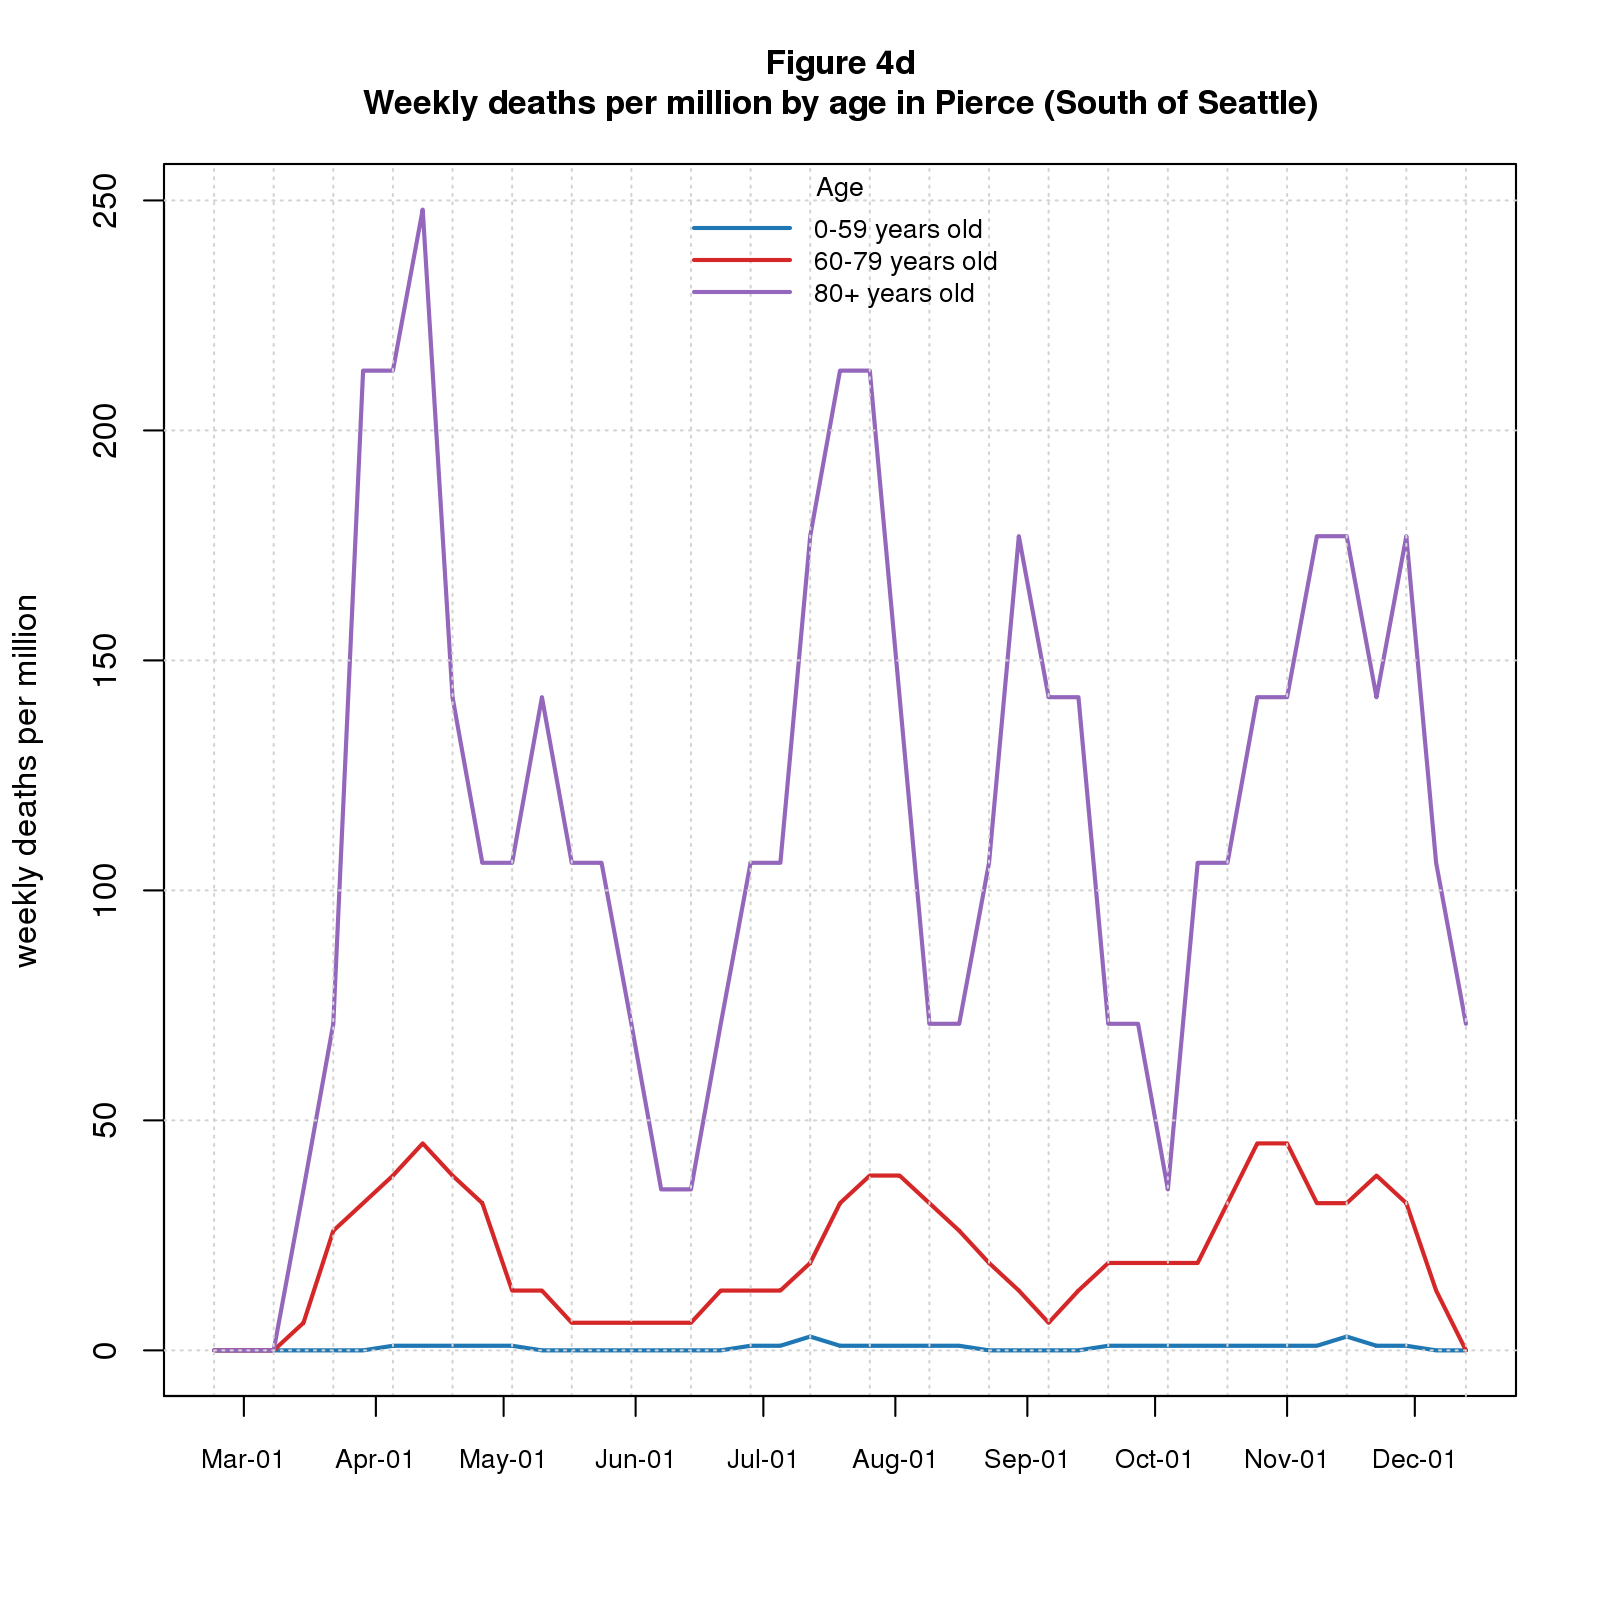 Figure 4d
Weekly deaths per million by age in Pierce (South of Seattle)
Age
0-59 years old
60-79 years old
80+ years old
weekly deaths per million
250
200
150
100
50
0
Mar-01 Apr-01 May-01 Jun-01 Jul-01 Aug-01 Sep-01 Oct-01 Nov-01 Dec-01